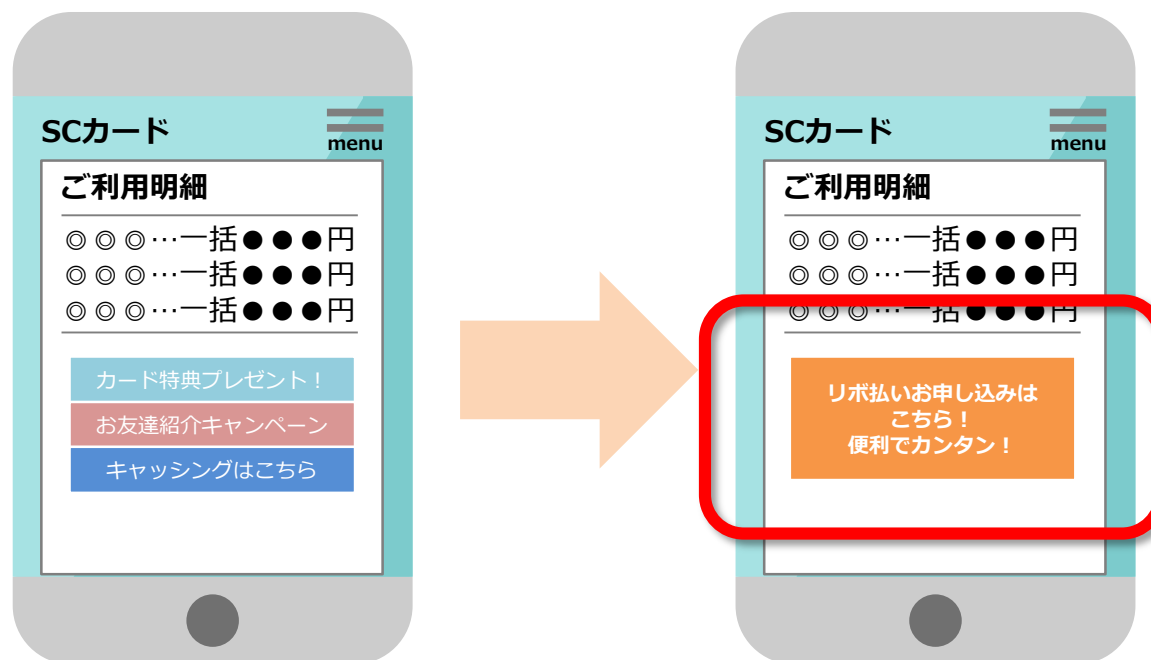 SCカード
menu
ご利用明細
◎◎◎…一括●●●円
◎◎◎…一括●●●円
◎◎◎…一括●●●円
カード特典プレゼント！
お友達紹介キャンペーン
キャッシングはこちら
SCカード
menu
ご利用明細
◎◎◎…一括●●●円
◎◎◎…一括●●●円
◎◎◎…一括●●●円
リボ払いお申し込みは
こちら！
便利でカンタン！